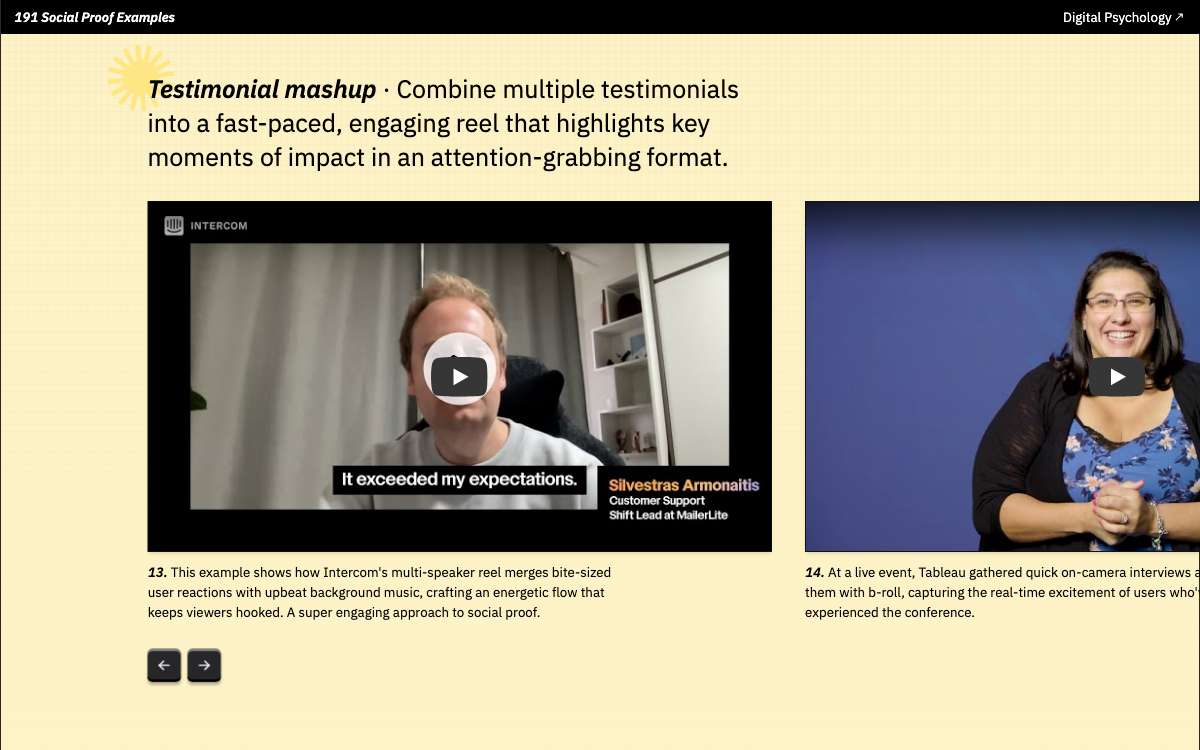 191 Social Proof Examples
Digital Psychology ↗
Testimonial mashup · Combine multiple testimonials
into a fast-paced, engaging reel that highlights key
moments of impact in an attention-grabbing format.
INTERCOM
It exceeded my expectations.
Silvestras Armonaitis
Customer Support
Shift Lead at MailerLite
13. This example shows how Intercom's multi-speaker reel merges bite-sized
user reactions with upbeat background music, crafting an energetic flow that
keeps viewers hooked. A super engaging approach to social proof.
14. At a live event, Tableau gathered quick on-camera interviews
them with b-roll, capturing the real-time excitement of users who'
experienced the conference.